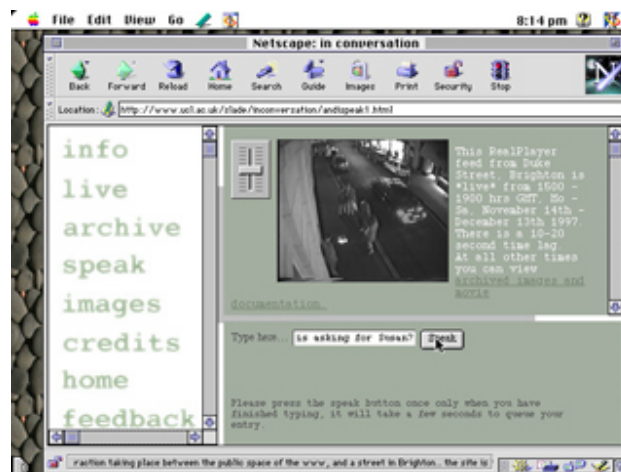 File Edit View Go
8:14 pm
Netscape: in conversation
Back Forward Reload Home Search Guide Images Print Security Stop
N
Location: http://www.ucl.ac.uk/slade/inconversation/andspeak1.html
info
live
archive
speak
images
credits
home
feedback
This RealPlayer
feed from Duke
Street, Brighton is
*live* from 1500 -
1900 hrs GMT, Mo -
Sa, November 14th -
December 13th 1997.
There is a 10-20
second time lag.
At all other times
you can view
archived images and
movie
documentation.
Type here... is asking for Susan? Speak
Please press the speak button once only when you have
finished typing, it will take a few seconds to queue your
entry.
raction taking place between the public space of the www, and a street in Brighton.. the site is